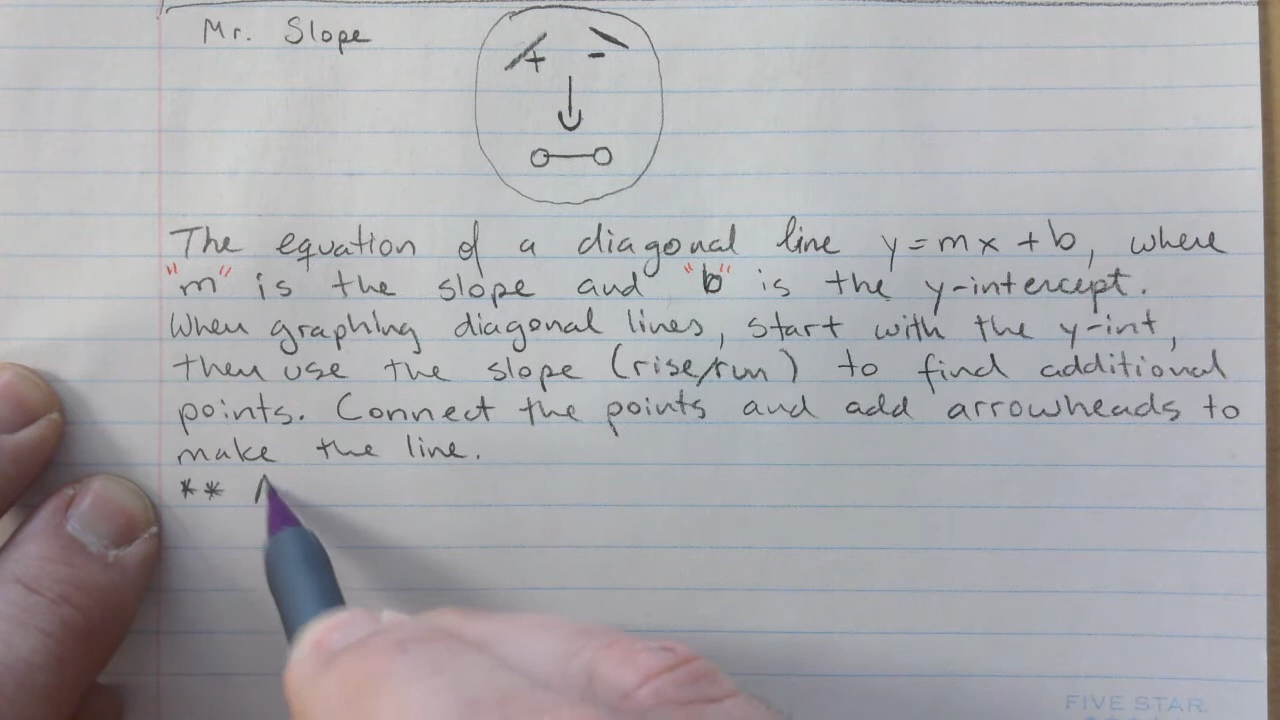 Mr. Slope
+ -
The equation of a diagonal line y=mx+b, where
"m" is the slope and "b" is the y-intercept.
When graphing diagonal lines, start with the y-int,
then use the slope (rise/run) to find additional
points. Connect the points and add arrowheads to
make the line.
**
FIVE STAR